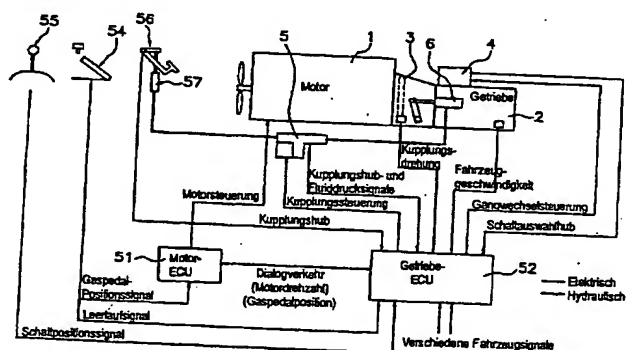 55
54
56
57
5
1
3
6
4
Motor
Getriebe
2
Kupplungs-
drehung
Kupplungshub- und
Fluiddrucksignale
Fahrzeug-
geschwindigkeit
Motorsteuerung
Kupplungssteuerung
Gangwechselsteuerung
Kupplungshub
Schaltauswahlhub
51
Motor-
ECU
Getriebe-
ECU
52
Gaspedal-
Positionssignal
Dialogverkehr
(Motordrehzahl)
(Gaspedalposition)
Elektrisch
Hydraulisch
Leerlaufsignal
Schaltpositionssignal
Verschiedene Fahrzeugsignale